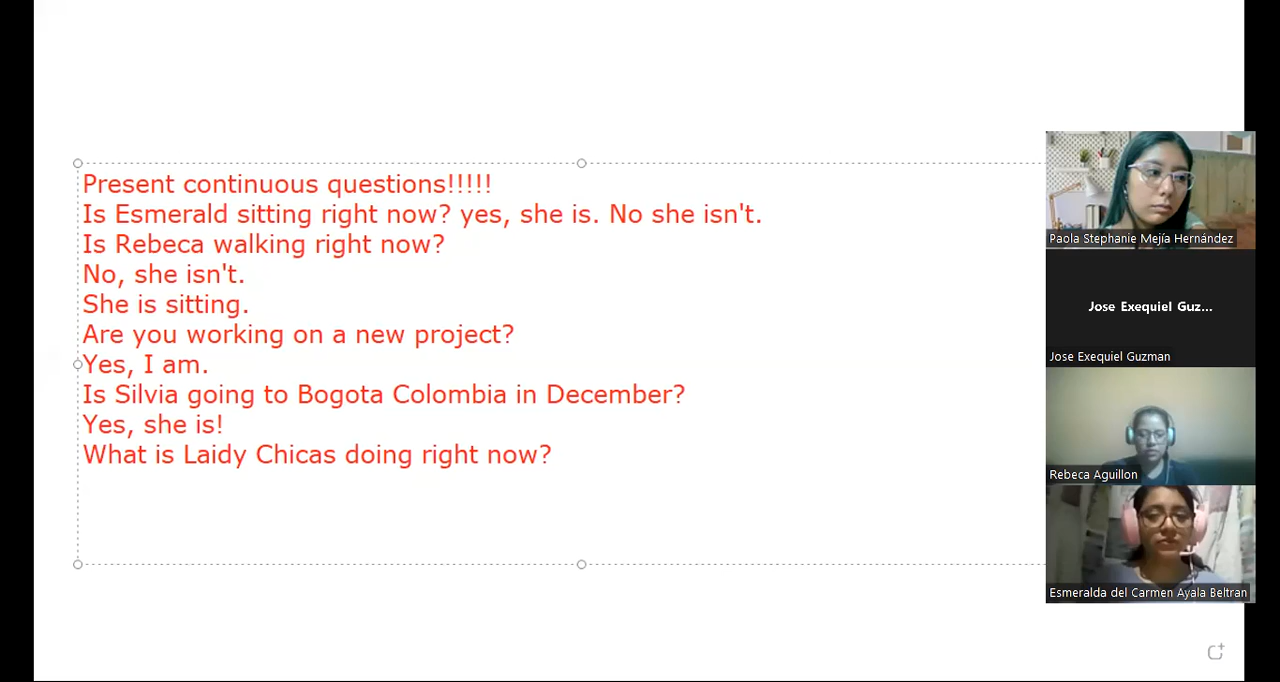 Present continuous questions!!!!!
Is Esmerald sitting right now? yes, she is. No she isn't.
Is Rebeca walking right now?
No, she isn't.
She is sitting.
Are you working on a new project?
Yes, I am.
Is Silvia going to Bogota Colombia in December?
Yes, she is!
What is Laidy Chicas doing right now?
Paola Stephanie Mejía Hernández
Jose Exequiel Guz...
Jose Exequiel Guzman
Rebeca Aguillon
Esmeralda del Carmen Ayala Beltran